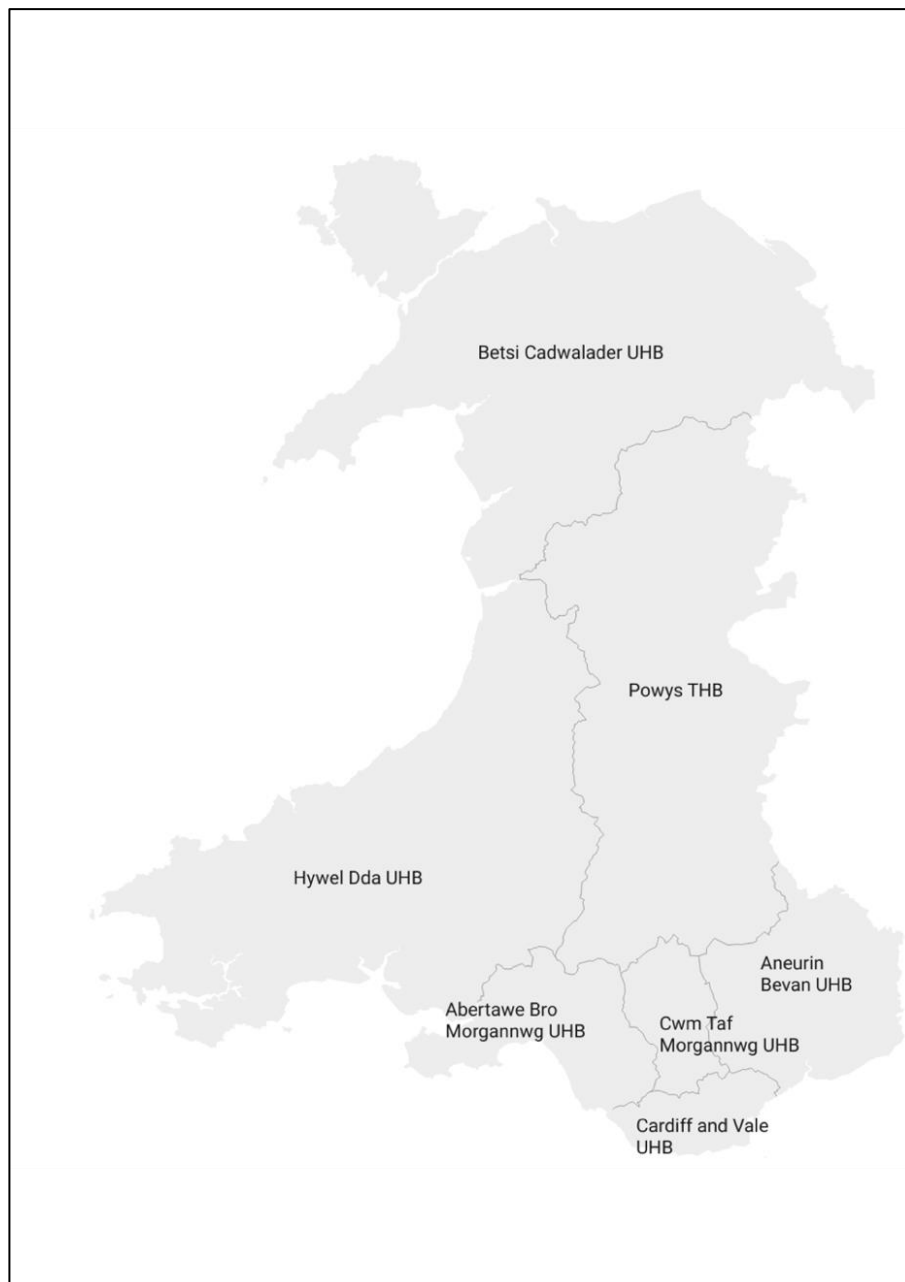 Betsi Cadwalader UHB
Powys THB
Hywel Dda UHB
Aneurin
Bevan UHB
Abertawe Bro
Morgannwg UHB
Cwm Taf
Morgannwg UHB
Cardiff and Vale
UHB